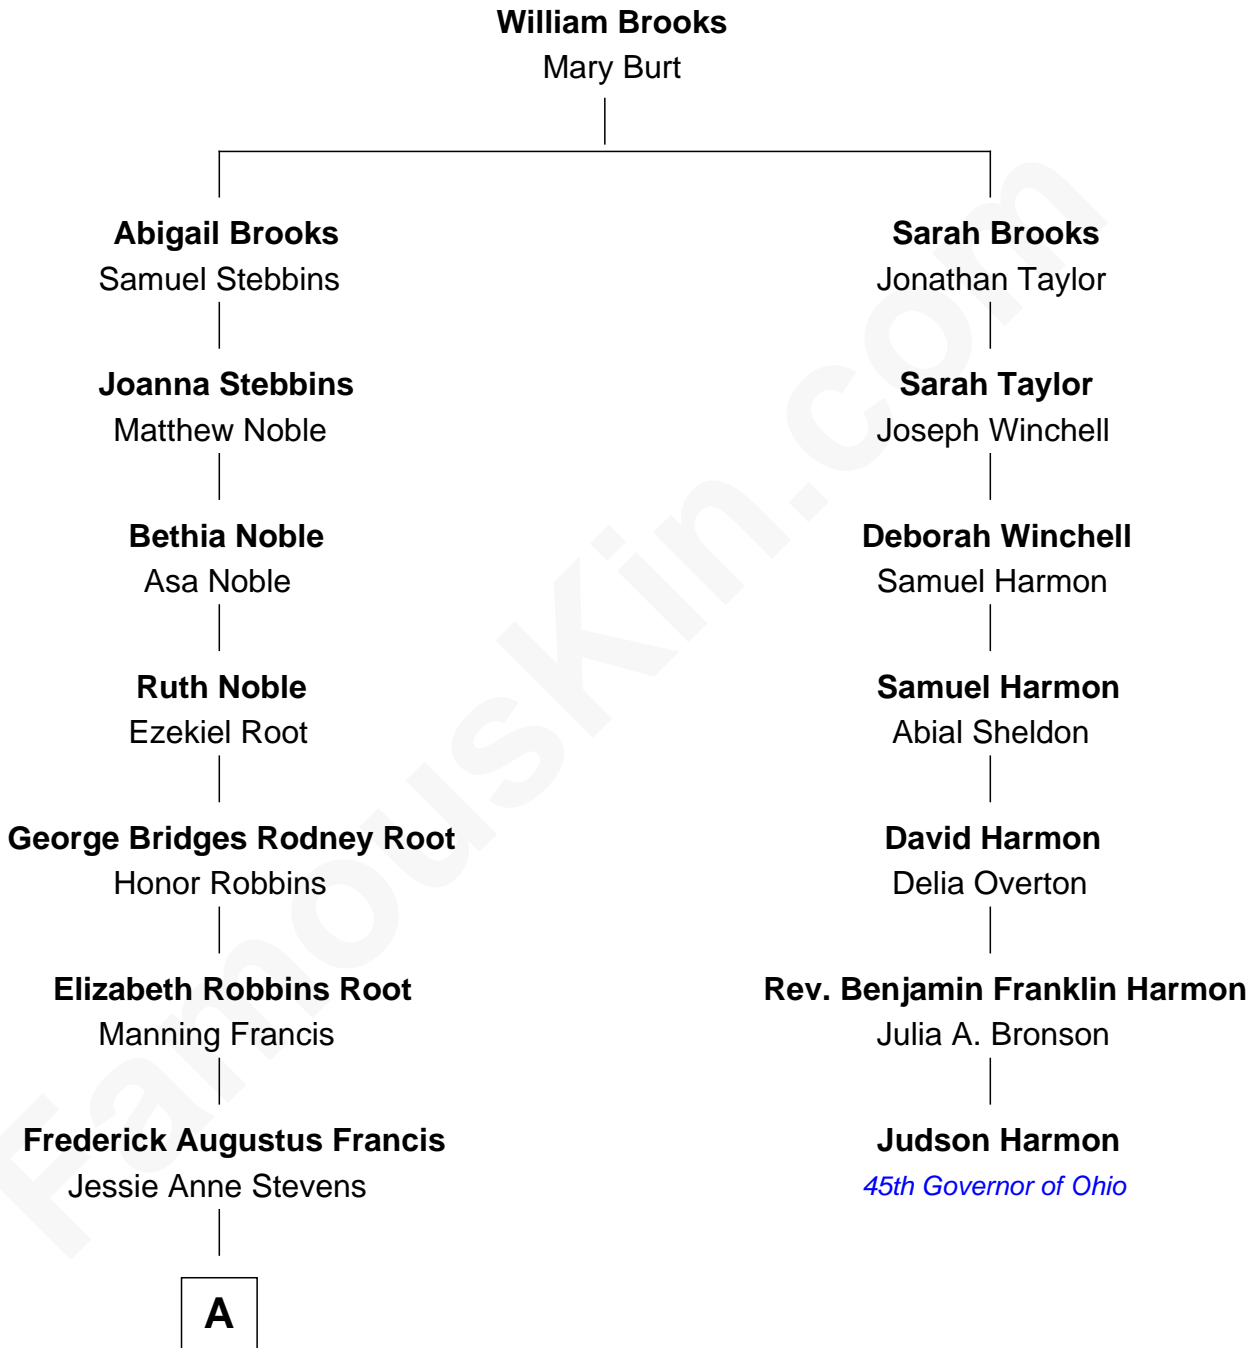 William Brooks
Mary Burt
Abigail Brooks
Samuel Stebbins
Sarah Brooks
Jonathan Taylor
Joanna Stebbins
Matthew Noble
Sarah Taylor
Joseph Winchell
Bethia Noble
Asa Noble
Deborah Winchell
Samuel Harmon
Ruth Noble
Ezekiel Root
Samuel Harmon
Abial Sheldon
George Bridges Rodney Root
Honor Robbins
David Harmon
Delia Overton
Elizabeth Robbins Root
Manning Francis
Rev. Benjamin Franklin Harmon
Julia A. Bronson
Frederick Augustus Francis
Jessie Anne Stevens
Judson Harmon
45th Governor of Ohio
A
FamousKin.com